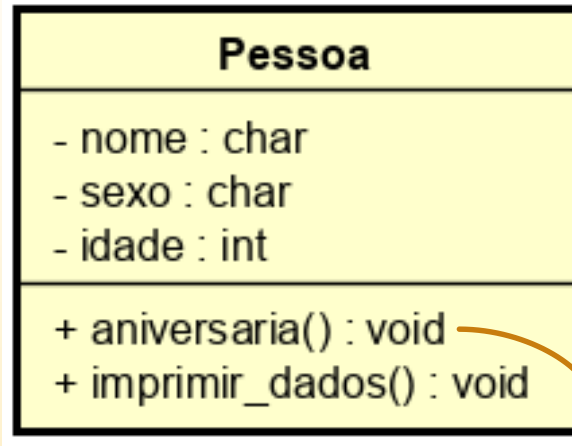 Pessoa
- nome : char
- sexo : char
- idade : int
+ aniversaria() : void
+ imprimir_dados() : void